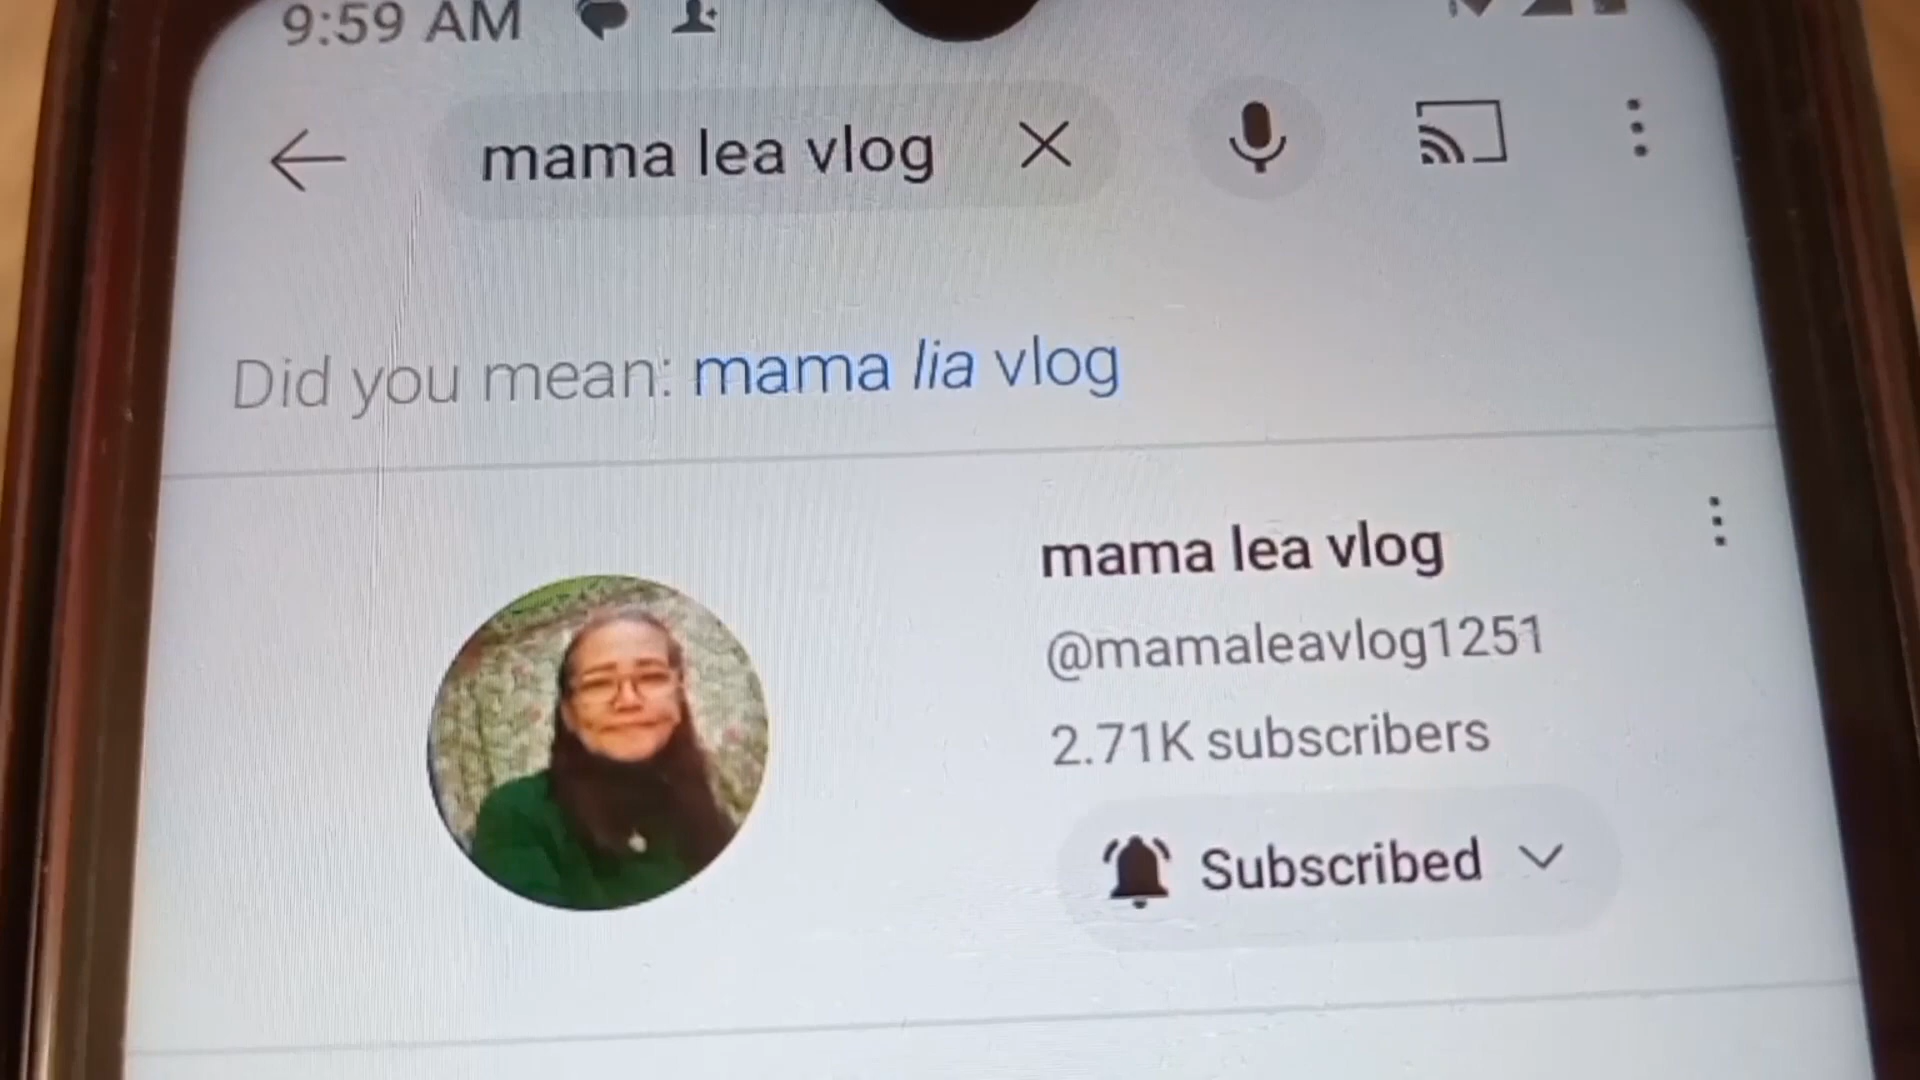 9:59 AM
mama lea vlog
Did you mean: mama lia vlog
mama lea vlog
@mamaleavlog1251
2.71K subscribers
Subscribed